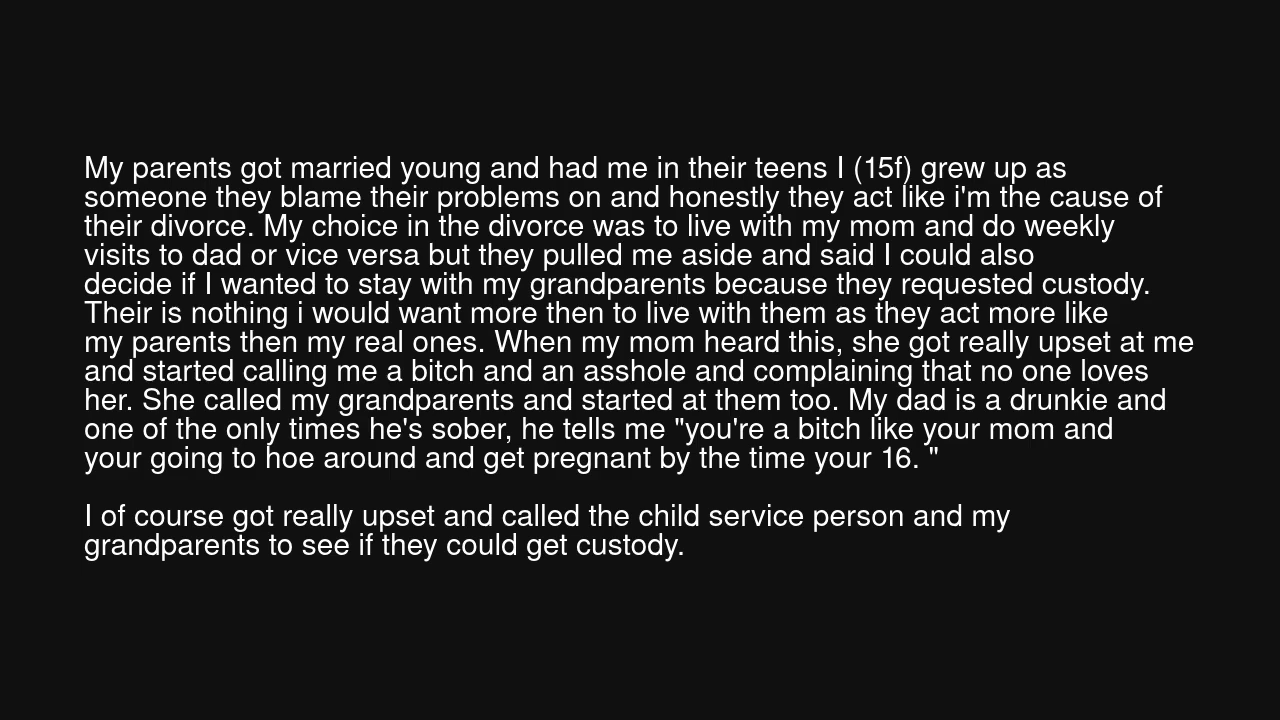 My parents got married young and had me in their teens I (15f) grew up as
someone they blame their problems on and honestly they act like i'm the cause of
their divorce. My choice in the divorce was to live with my mom and do weekly
visits to dad or vice versa but they pulled me aside and said I could also
decide if I wanted to stay with my grandparents because they requested custody.
Their is nothing i would want more then to live with them as they act more like
my parents then my real ones. When my mom heard this, she got really upset at me
and started calling me a bitch and an asshole and complaining that no one loves
her. She called my grandparents and started at them too. My dad is a drunkie and
one of the only times he's sober, he tells me "you're a bitch like your mom and
your going to hoe around and get pregnant by the time your 16. "
I of course got really upset and called the child service person and my
grandparents to see if they could get custody.